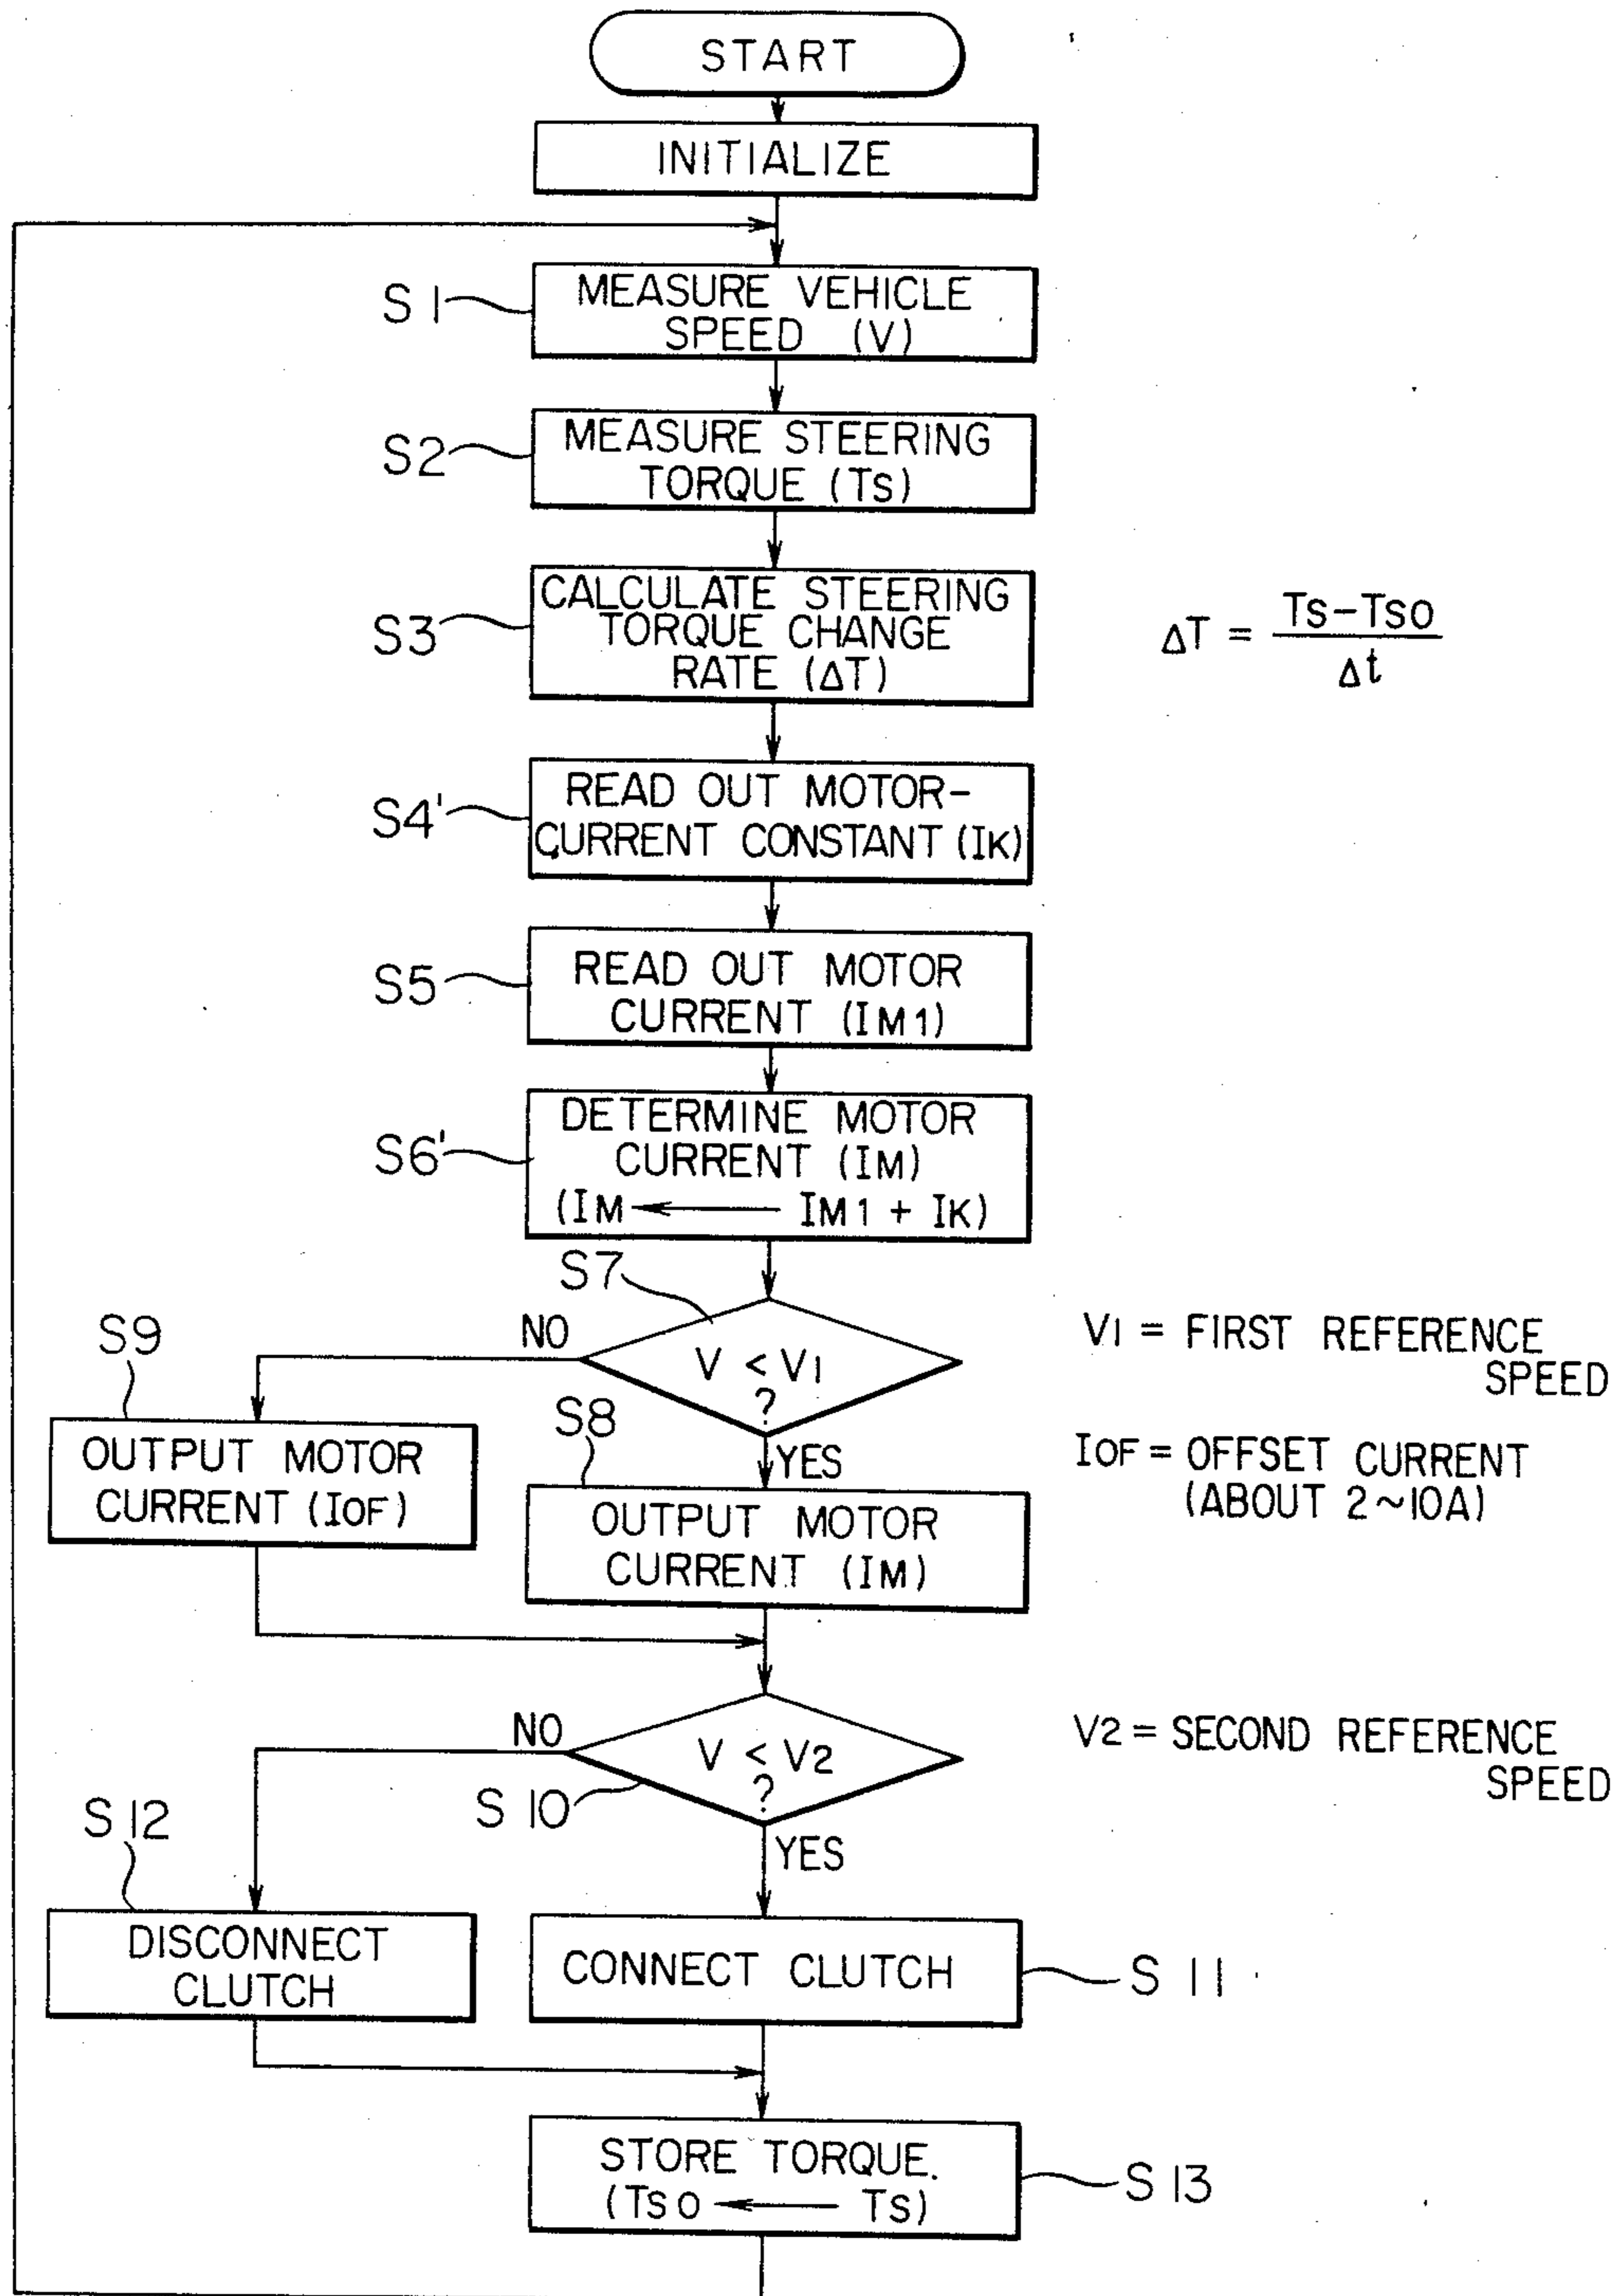 START
INITIALIZE
S1
MEASURE VEHICLE
SPEED (V)
S2
MEASURE STEERING
TORQUE (TS)
S3
CALCULATE STEERING
TORQUE CHANGE
RATE (ΔT)
ΔT = TS-TSO
Δt
S4'
READ OUT MOTOR-
CURRENT CONSTANT (IK)
S5
READ OUT MOTOR
CURRENT (IM1)
S6'
DETERMINE MOTOR
CURRENT (IM)
(IM ← IM1 + IK)
S7
NO
V < V1
?
YES
V1 = FIRST REFERENCE
SPEED
S9
OUTPUT MOTOR
CURRENT (IOF)
S8
OUTPUT MOTOR
CURRENT (IM)
IOF = OFFSET CURRENT
(ABOUT 2~10A)
NO
V < V2
?
S10
YES
V2 = SECOND REFERENCE
SPEED
S12
DISCONNECT
CLUTCH
CONNECT CLUTCH
S11
STORE TORQUE.
(TSO ← TS)
S13